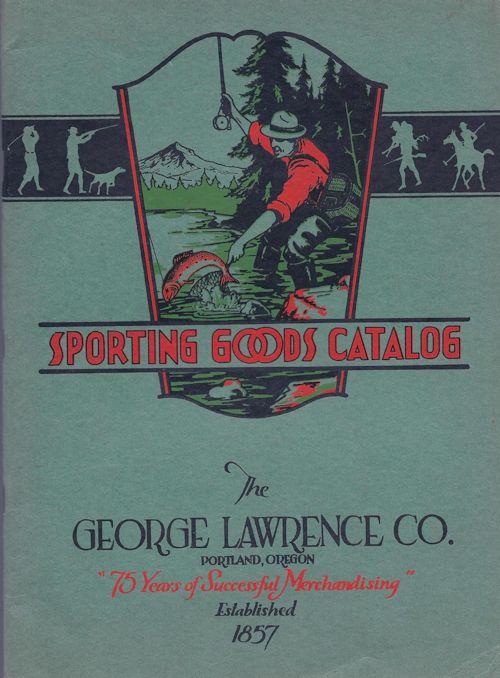 SPORTING GOODS CATALOG
The
GEORGE LAWRENCE CO.
PORTLAND, OREGON
"75 Years of Successful Merchandising"
Established
1857